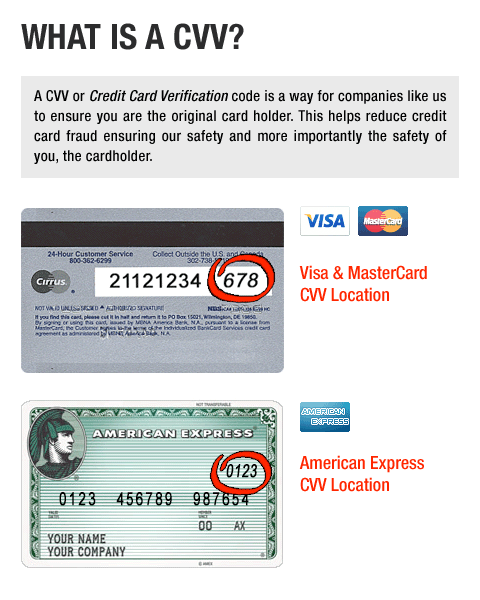 WHAT IS A CVV?
A CVV or Credit Card Verification code is a way for companies like us
to ensure you are the original card holder. This helps reduce credit
card fraud ensuring our safety and more importantly the safety of
you, the cardholder.
24-Hour Customer Service
800-362-6299
Collect Outside the U.S. and Canada
302-738-
Cirrus
21121234 678
NOT VALID UNLESS SIGNED AUTHORIZED SIGNATURE
If you find this card, please cut it in half and return it to PO Box 15021, Wilmington, DE 19850.
By signing or using this card, issued by MBNA America Bank, N.A., pursuant to a license from
MasterCard, the Customer agrees to the terms of the Individualized BankCard Services credit card
agreement as administered by MBNA America Bank, N.A.
VISA
MasterCard
Visa & MasterCard
CVV Location
NOT TRANSFERABLE
AMERICAN EXPRESS
®
0123
0123 456789 987654
VALID
DATES
MEMBER
SINCE
00 AX
YOUR NAME
YOUR COMPANY
© AMEX
AMERICAN
EXPRESS
American Express
CVV Location